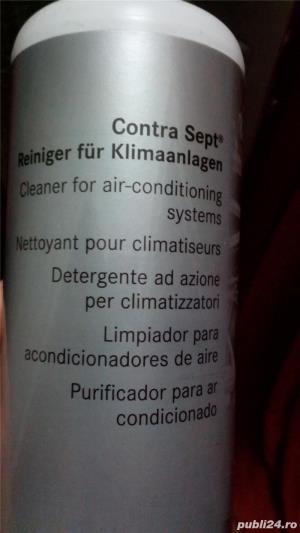 Contra Sept®
Reiniger für Klimaanlagen
Cleaner for air-conditioning
systems
Nettoyant pour climatiseurs
Detergente ad azione
per climatizzatori
Limpiador para
acondicionadores de aire
Purificador para ar
condicionado
publi24.ro